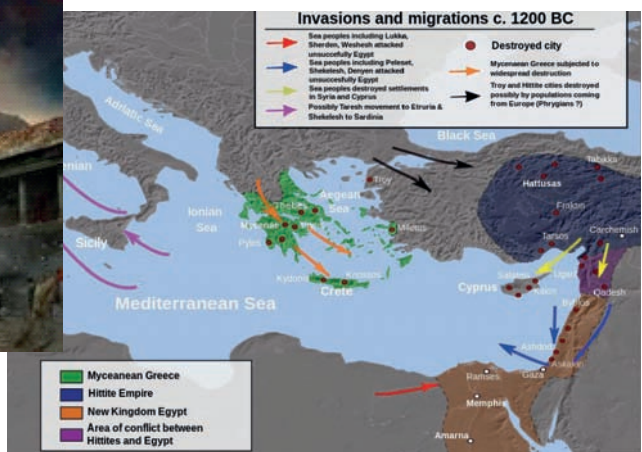 Invasions and migrations c. 1200 BC
Sea peoples including Lukka,
Sherden, Weshesh attacked
unsuccefully Egypt
Sea peoples including Peleset,
Shekelesh, Denyen attacked
unsuccesfully Egypt
Sea peoples destroyed settlements
in Syria and Cyprus
Possibly Taresh movement to Etruria &
Shekelesh to Sardinia
Destroyed city
Mycenaean Greece subjected to
widespread destruction
Troy and Hittite cities destroyed
possibly by populations coming
from Europe (Phrygians ?)
Adriatic Sea
Black Sea
Tabikka
Hattusas
Troy
Thebes
Aegean
Sea
enian
Ionian
Sea
Mycenae
Miletos
Fraktin
Carchemish
Sicily
Pylos
Tarsos
Kydonia
Knossos
Crete
Cyprus
Salamis
Ugarit
Kition
Qadesh
Mediterranean Sea
Byblos
Ashdod
Askalon
Gaza
Ramses
Memphis
Amarna
Myceanean Greece
Hittite Empire
New Kingdom Egypt
Area of conflict between
Hittites and Egypt